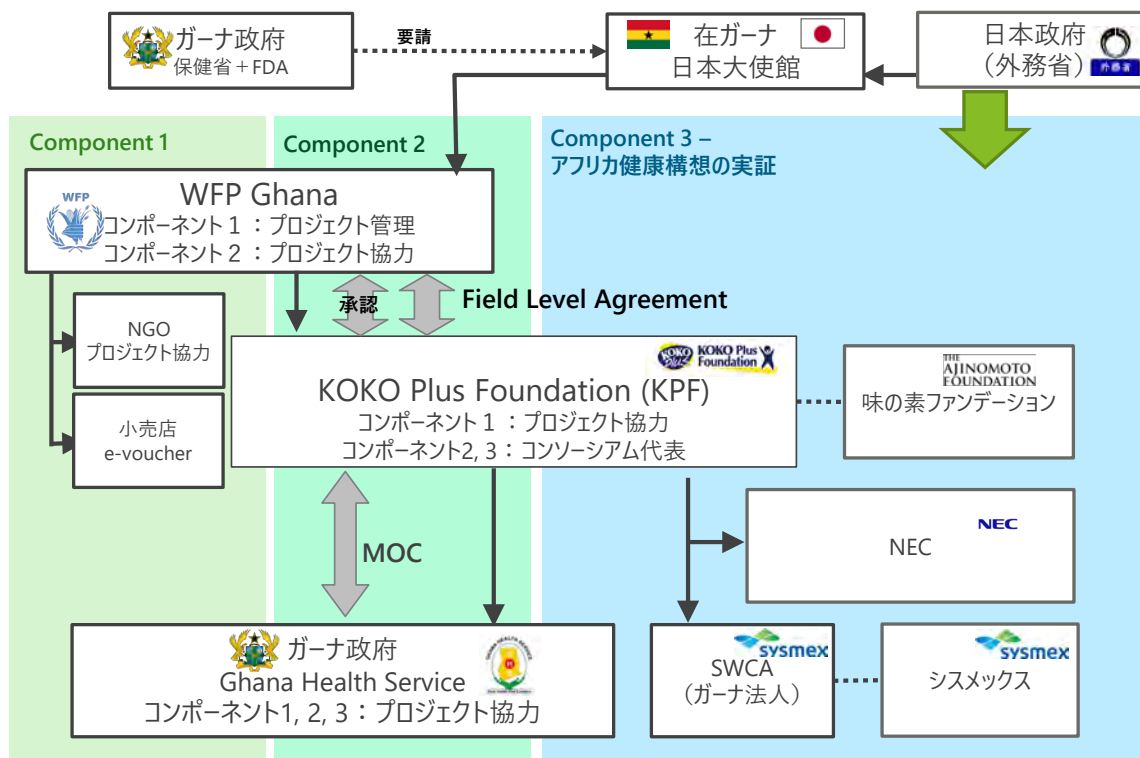 ガーナ政府
保健省＋FDA
要請
在ガーナ
日本大使館
日本政府
（外務省）
外務省
Component 1
Component 2
Component 3 –
アフリカ健康構想の実証
WFP
WFP Ghana
コンポーネント１：プロジェクト管理
コンポーネント２：プロジェクト協力
承認
Field Level Agreement
NGO
プロジェクト協力
小売店
e-voucher
KOKO Plus
KOKO Plus
Foundation
KOKO Plus Foundation (KPF)
コンポーネント１：プロジェクト協力
コンポーネント2, 3：コンソーシアム代表
THE
AJINOMOTO
FOUNDATION
味の素ファンデーション
MOC
NEC
NEC
ガーナ政府
Ghana Health Service
コンポーネント1, 2, 3：プロジェクト協力
sysmex
SWCA
（ガーナ法人）
sysmex
シスメックス